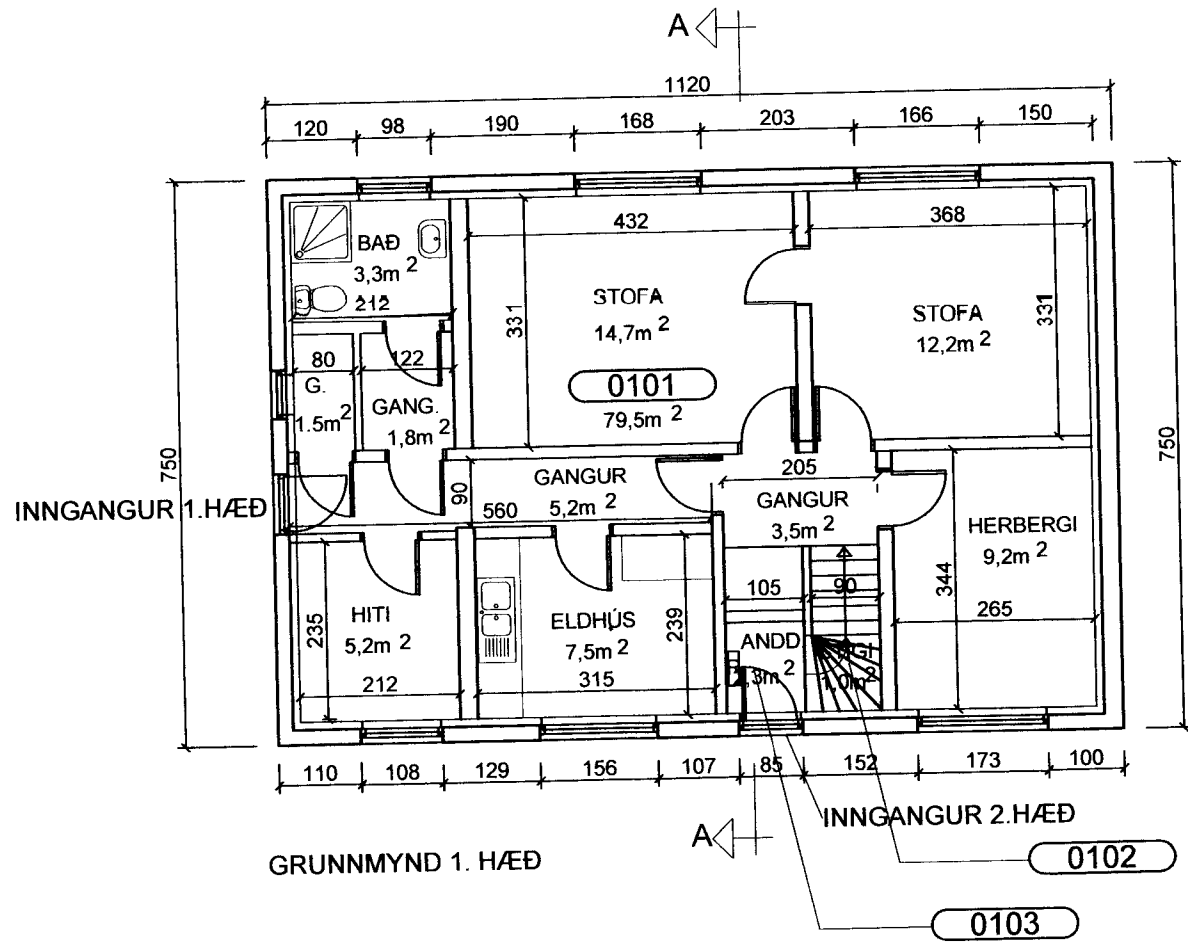 A
1120
120 98 190 168 203 166 150
432 368
BAÐ
3,3m 2
212
STOFA
14,7m 2
331
STOFA
12,2m 2
331
0101
79,5m 2
80 122
G.
1.5m2
GANG.
1,8m 2
750
750
INNGANGUR 1.HÆÐ
GANGUR
5,2m 2
90
560
205
GANGUR
3,5m 2
HERBERGI
9,2m 2
344
265
HITI
5,2m 2
235
212
ELDHÚS
7,5m 2
239
315
105 90
ANDD
1,0m2
110 108 129 156 107 85 152 173 100
A
INNGANGUR 2.HÆÐ
GRUNNMYND 1. HÆÐ
0102
0103